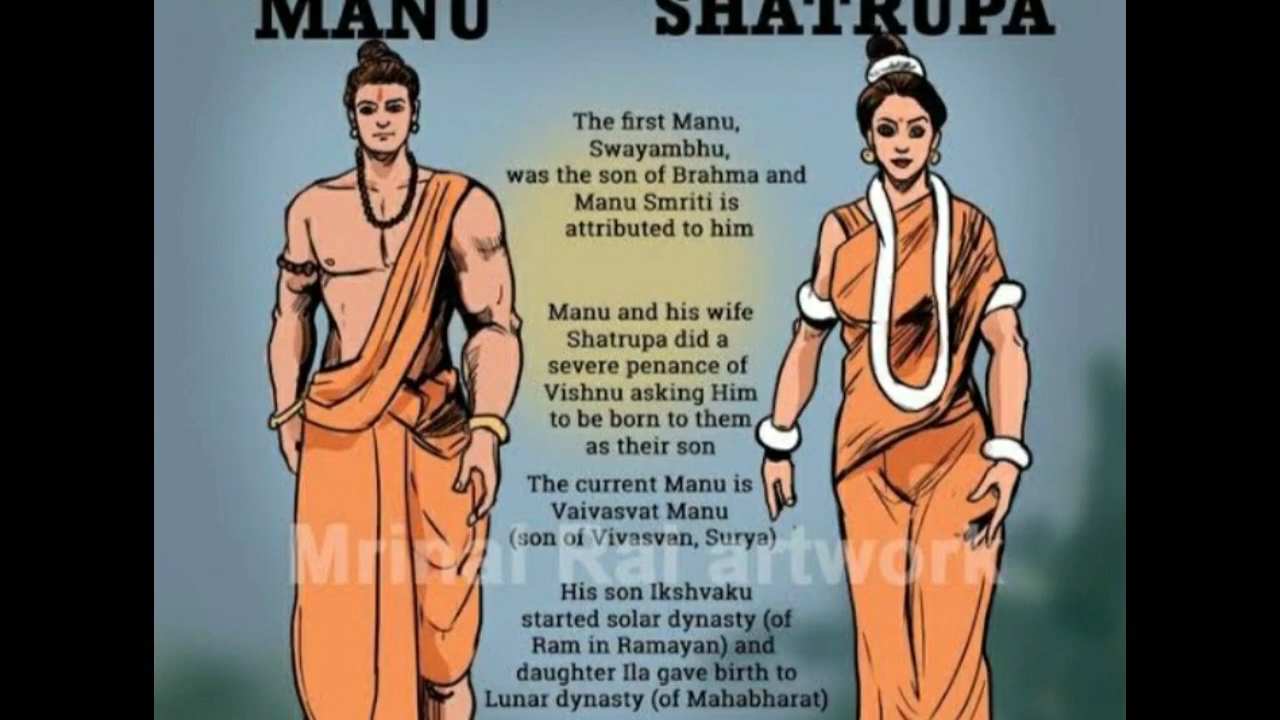 MANU
SHATRUPA
The first Manu,
Swayambhu,
was the son of Brahma and
Manu Smriti is
attributed to him
Manu and his wife
Shatrupa did a
severe penance of
Vishnu asking Him
to be born to them
as their son
The current Manu is
Vaivasvat Manu
(son of Vivasvan, Surya)
Mrinal Rai artwork
His son Ikshvaku
started solar dynasty (of
Ram in Ramayan) and
daughter Ila gave birth to
Lunar dynasty (of Mahabharat)